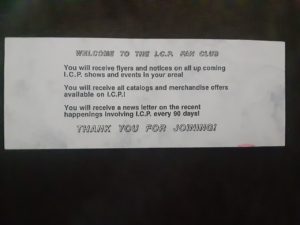 WELCOME TO THE I.C.P. FAN CLUB
You will receive flyers and notices on all up coming
I.C.P. shows and events in your area!
You will receive all catalogs and merchandise offers
available on I.C.P.!
You will receive a news letter on the recent
happenings involving I.C.P. every 90 days!
THANK YOU FOR JOINING!